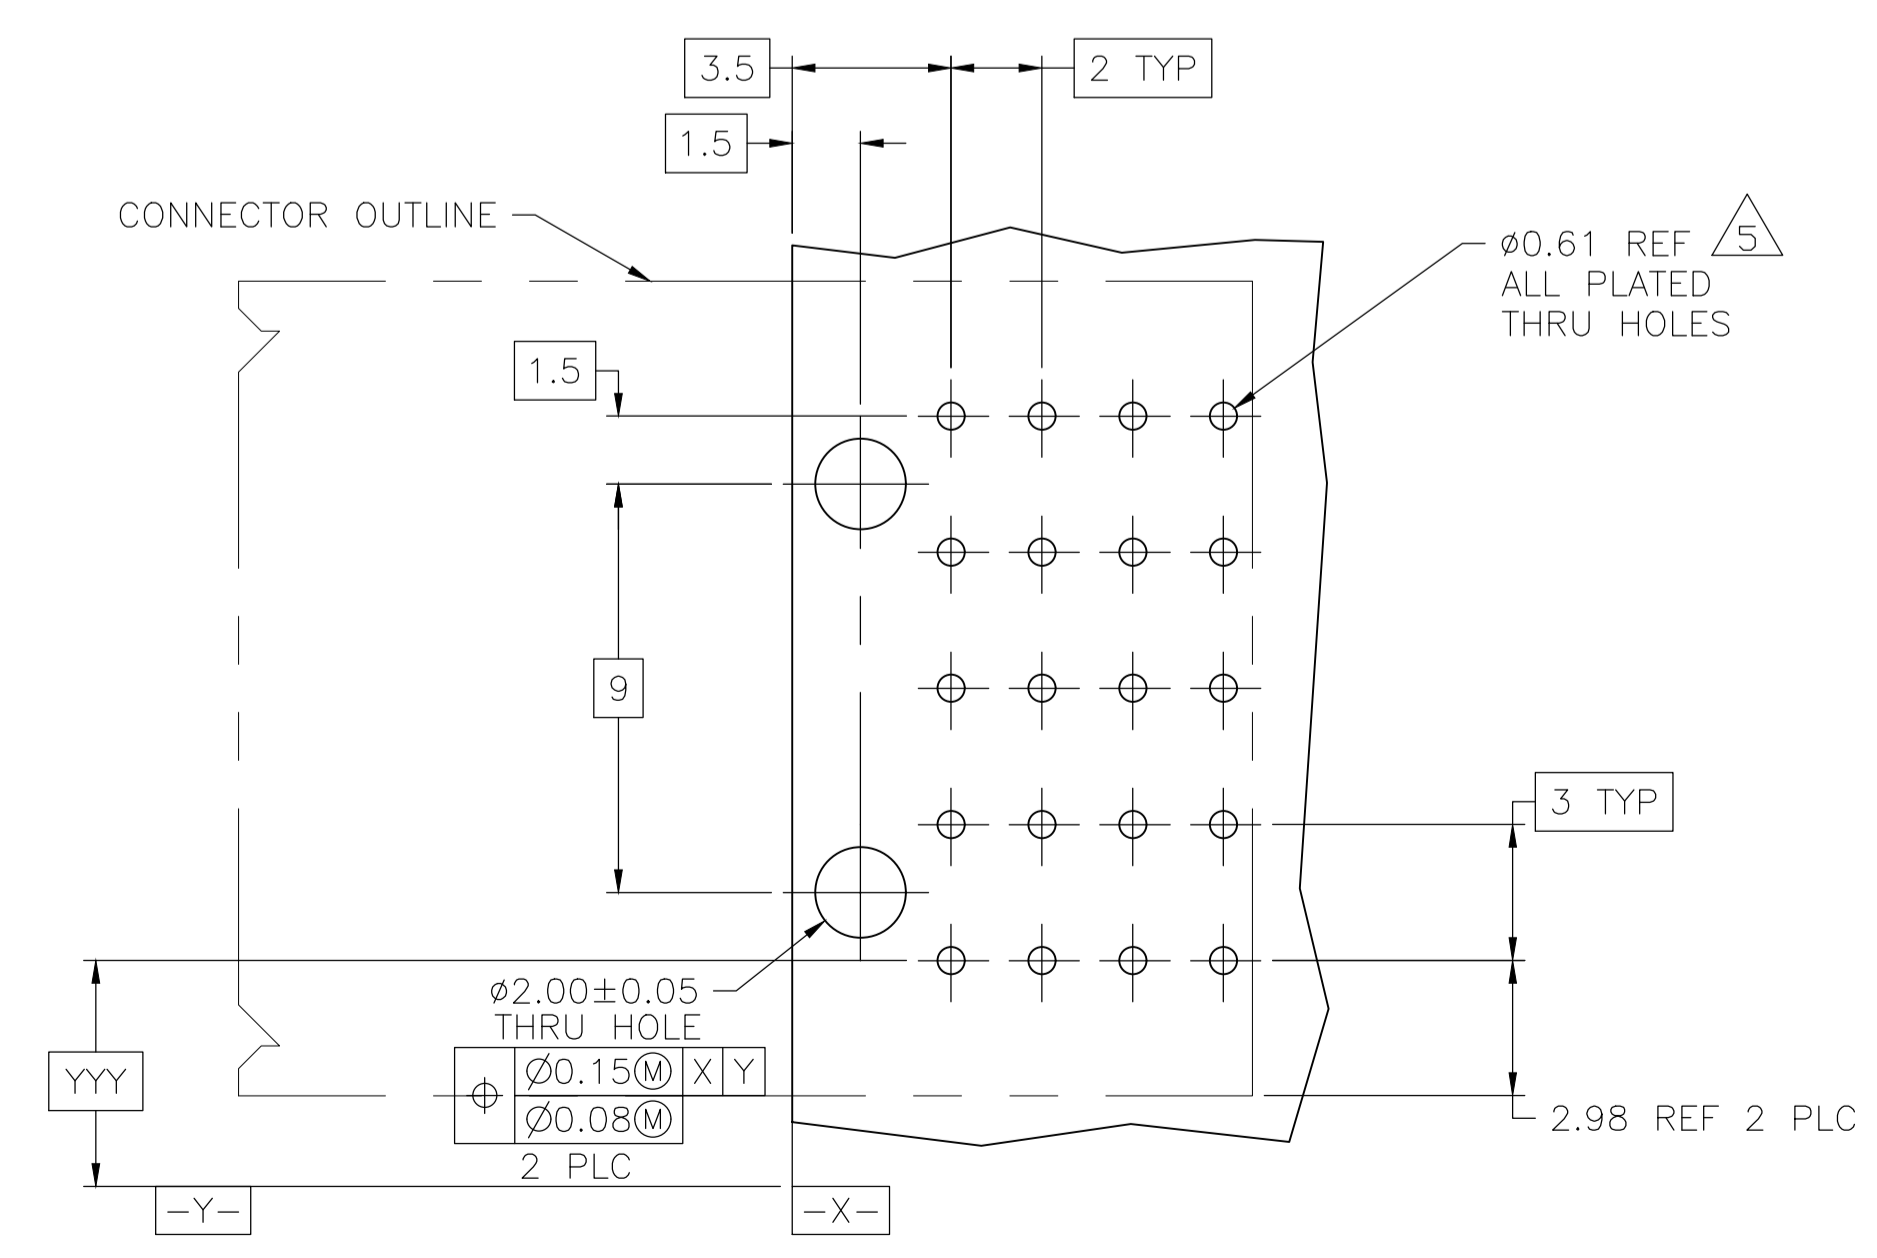 3.5
2 TYP
1.5
CONNECTOR OUTLINE
ø0.61 REF 5
ALL PLATED
THRU HOLES
1.5
9
3 TYP
ø2.00±0.05
THRU HOLE
Ø0.15Ⓜ X Y
Ø0.08Ⓜ
2 PLC
YYY
2.98 REF 2 PLC
-Y-
-X-